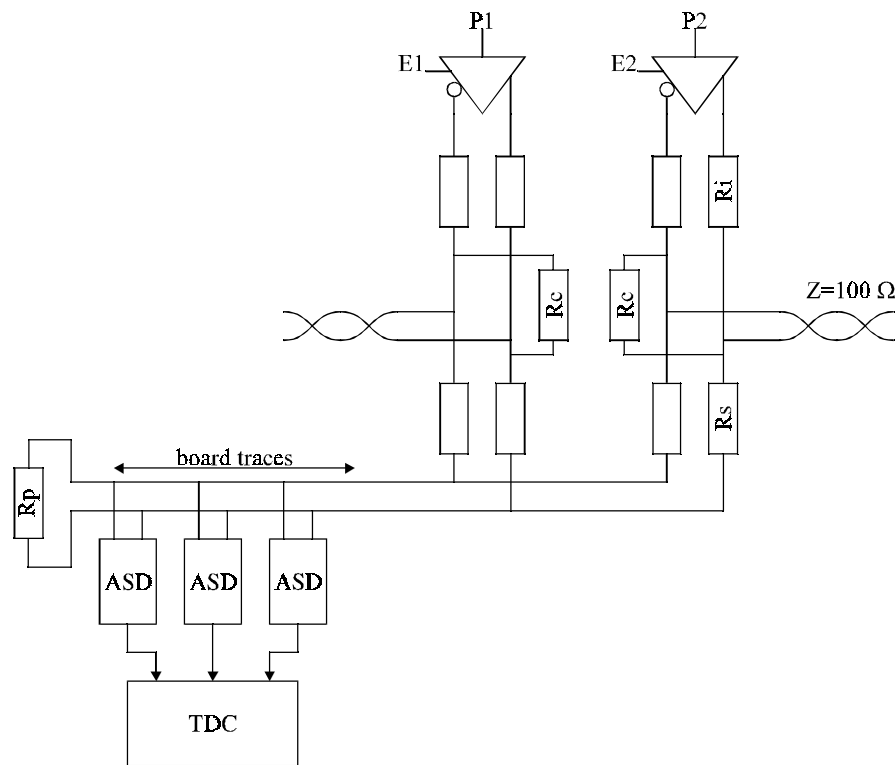 P1
P2
E1
E2
Ri
Rc
Rc
Z=100 Ω
Rs
board traces
Rp
ASD
ASD
ASD
TDC